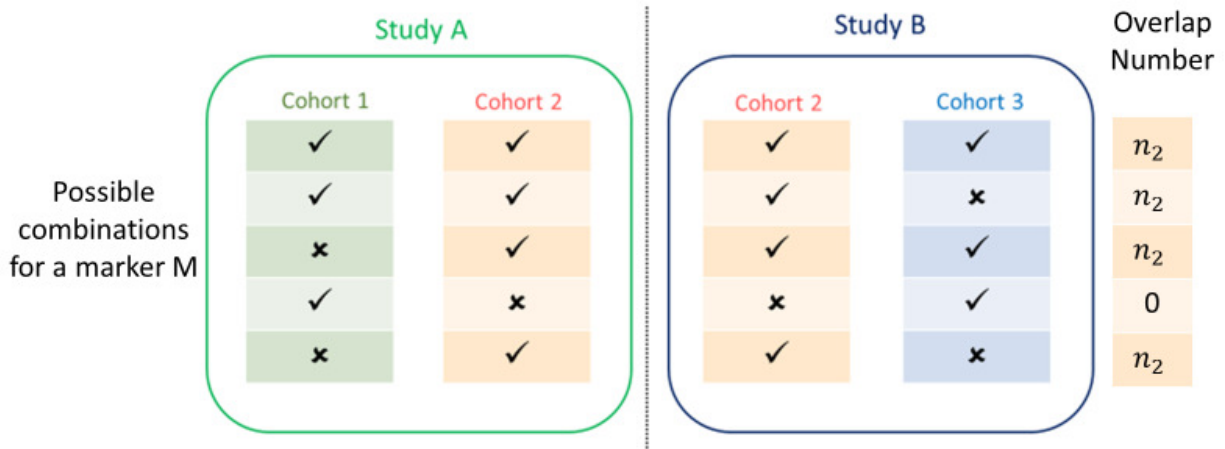 Study A
Study B
Overlap
Number
Cohort 1
Cohort 2
Cohort 2
Cohort 3
Possible
combinations
for a marker M
✓ ✓ ✓ ✓ n₂
✓ ✓ ✓ ✗ n₂
✗ ✓ ✓ ✓ n₂
✓ ✗ ✗ ✓ 0
✗ ✓ ✓ ✗ n₂